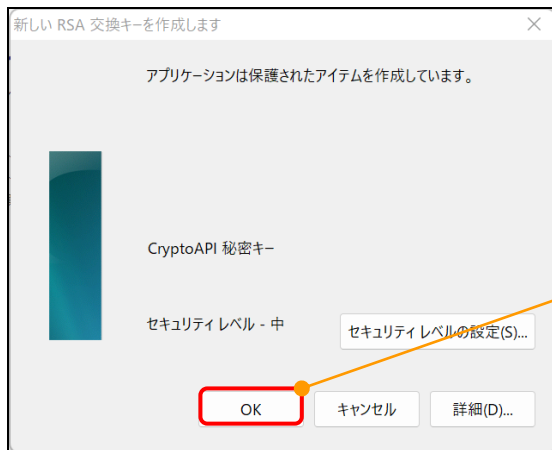 新しい RSA 交換キーを作成します
アプリケーションは保護されたアイテムを作成しています。
CryptoAPI 秘密キー
セキュリティ レベル - 中
セキュリティ レベルの設定(S)...
OK
キャンセル
詳細(D)...